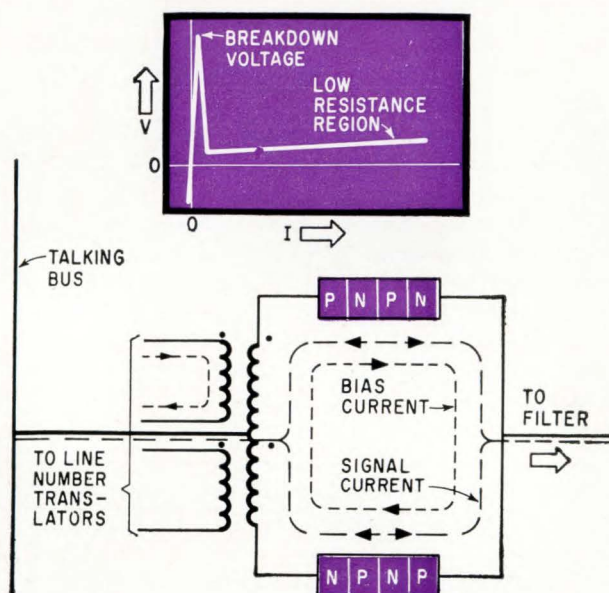 BREAKDOWN
VOLTAGE
LOW
RESISTANCE
REGION
V
0
0
I
TALKING
BUS
P N P N
BIAS
CURRENT
TO
FILTER
TO LINE
NUMBER
TRANS-
LATORS
SIGNAL
CURRENT
N P N P